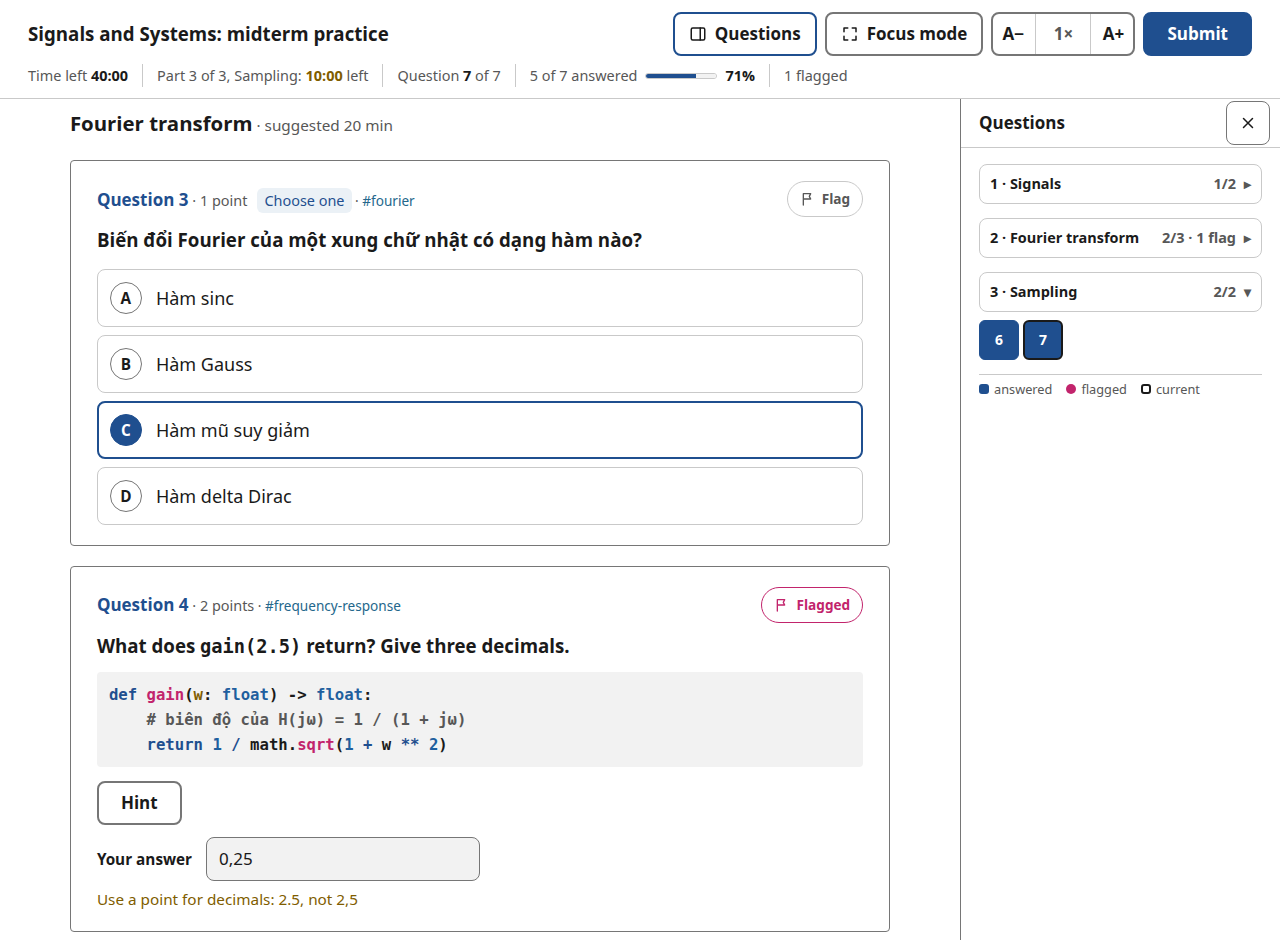 Signals and Systems: midterm practice
Questions
Focus mode
A−
1×
A+
Submit
Time left 40:00
Part 3 of 3, Sampling: 10:00 left
Question 7 of 7
5 of 7 answered
71%
1 flagged
Fourier transform · suggested 20 min
Question 3 · 1 point Choose one · #fourier
Flag
Biến đổi Fourier của một xung chữ nhật có dạng hàm nào?
A Hàm sinc
B Hàm Gauss
C Hàm mũ suy giảm
D Hàm delta Dirac
Question 4 · 2 points · #frequency-response
Flagged
What does gain(2.5) return? Give three decimals.
def gain(w: float) -> float:
    # biên độ của H(jω) = 1 / (1 + jω)
    return 1 / math.sqrt(1 + w ** 2)
Hint
Your answer 0,25
Use a point for decimals: 2.5, not 2,5
Questions
1 · Signals 1/2 ▸
2 · Fourier transform 2/3 · 1 flag ▸
3 · Sampling 2/2 ▾
6 7
answered flagged current